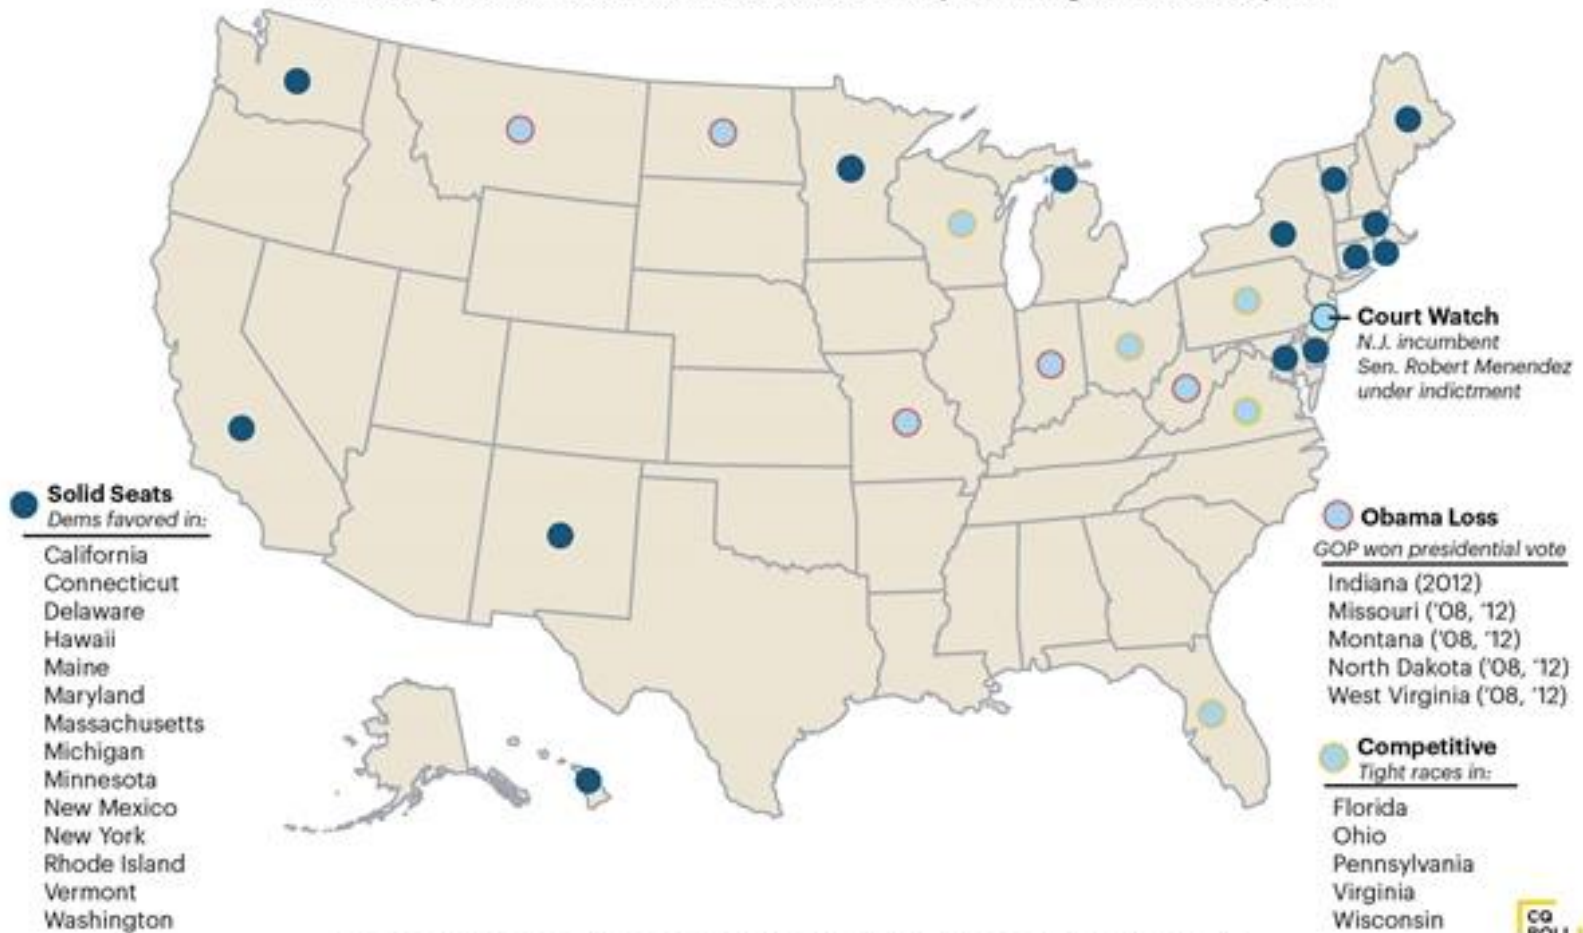 Court Watch
N.J. incumbent
Sen. Robert Menendez
under indictment
Solid Seats
Dems favored in:
California
Connecticut
Delaware
Hawaii
Maine
Maryland
Massachusetts
Michigan
Minnesota
New Mexico
New York
Rhode Island
Vermont
Washington
Obama Loss
GOP won presidential vote
Indiana (2012)
Missouri ('08, '12)
Montana ('08, '12)
North Dakota ('08, '12)
West Virginia ('08, '12)
Competitive
Tight races in:
Florida
Ohio
Pennsylvania
Virginia
Wisconsin
CQ